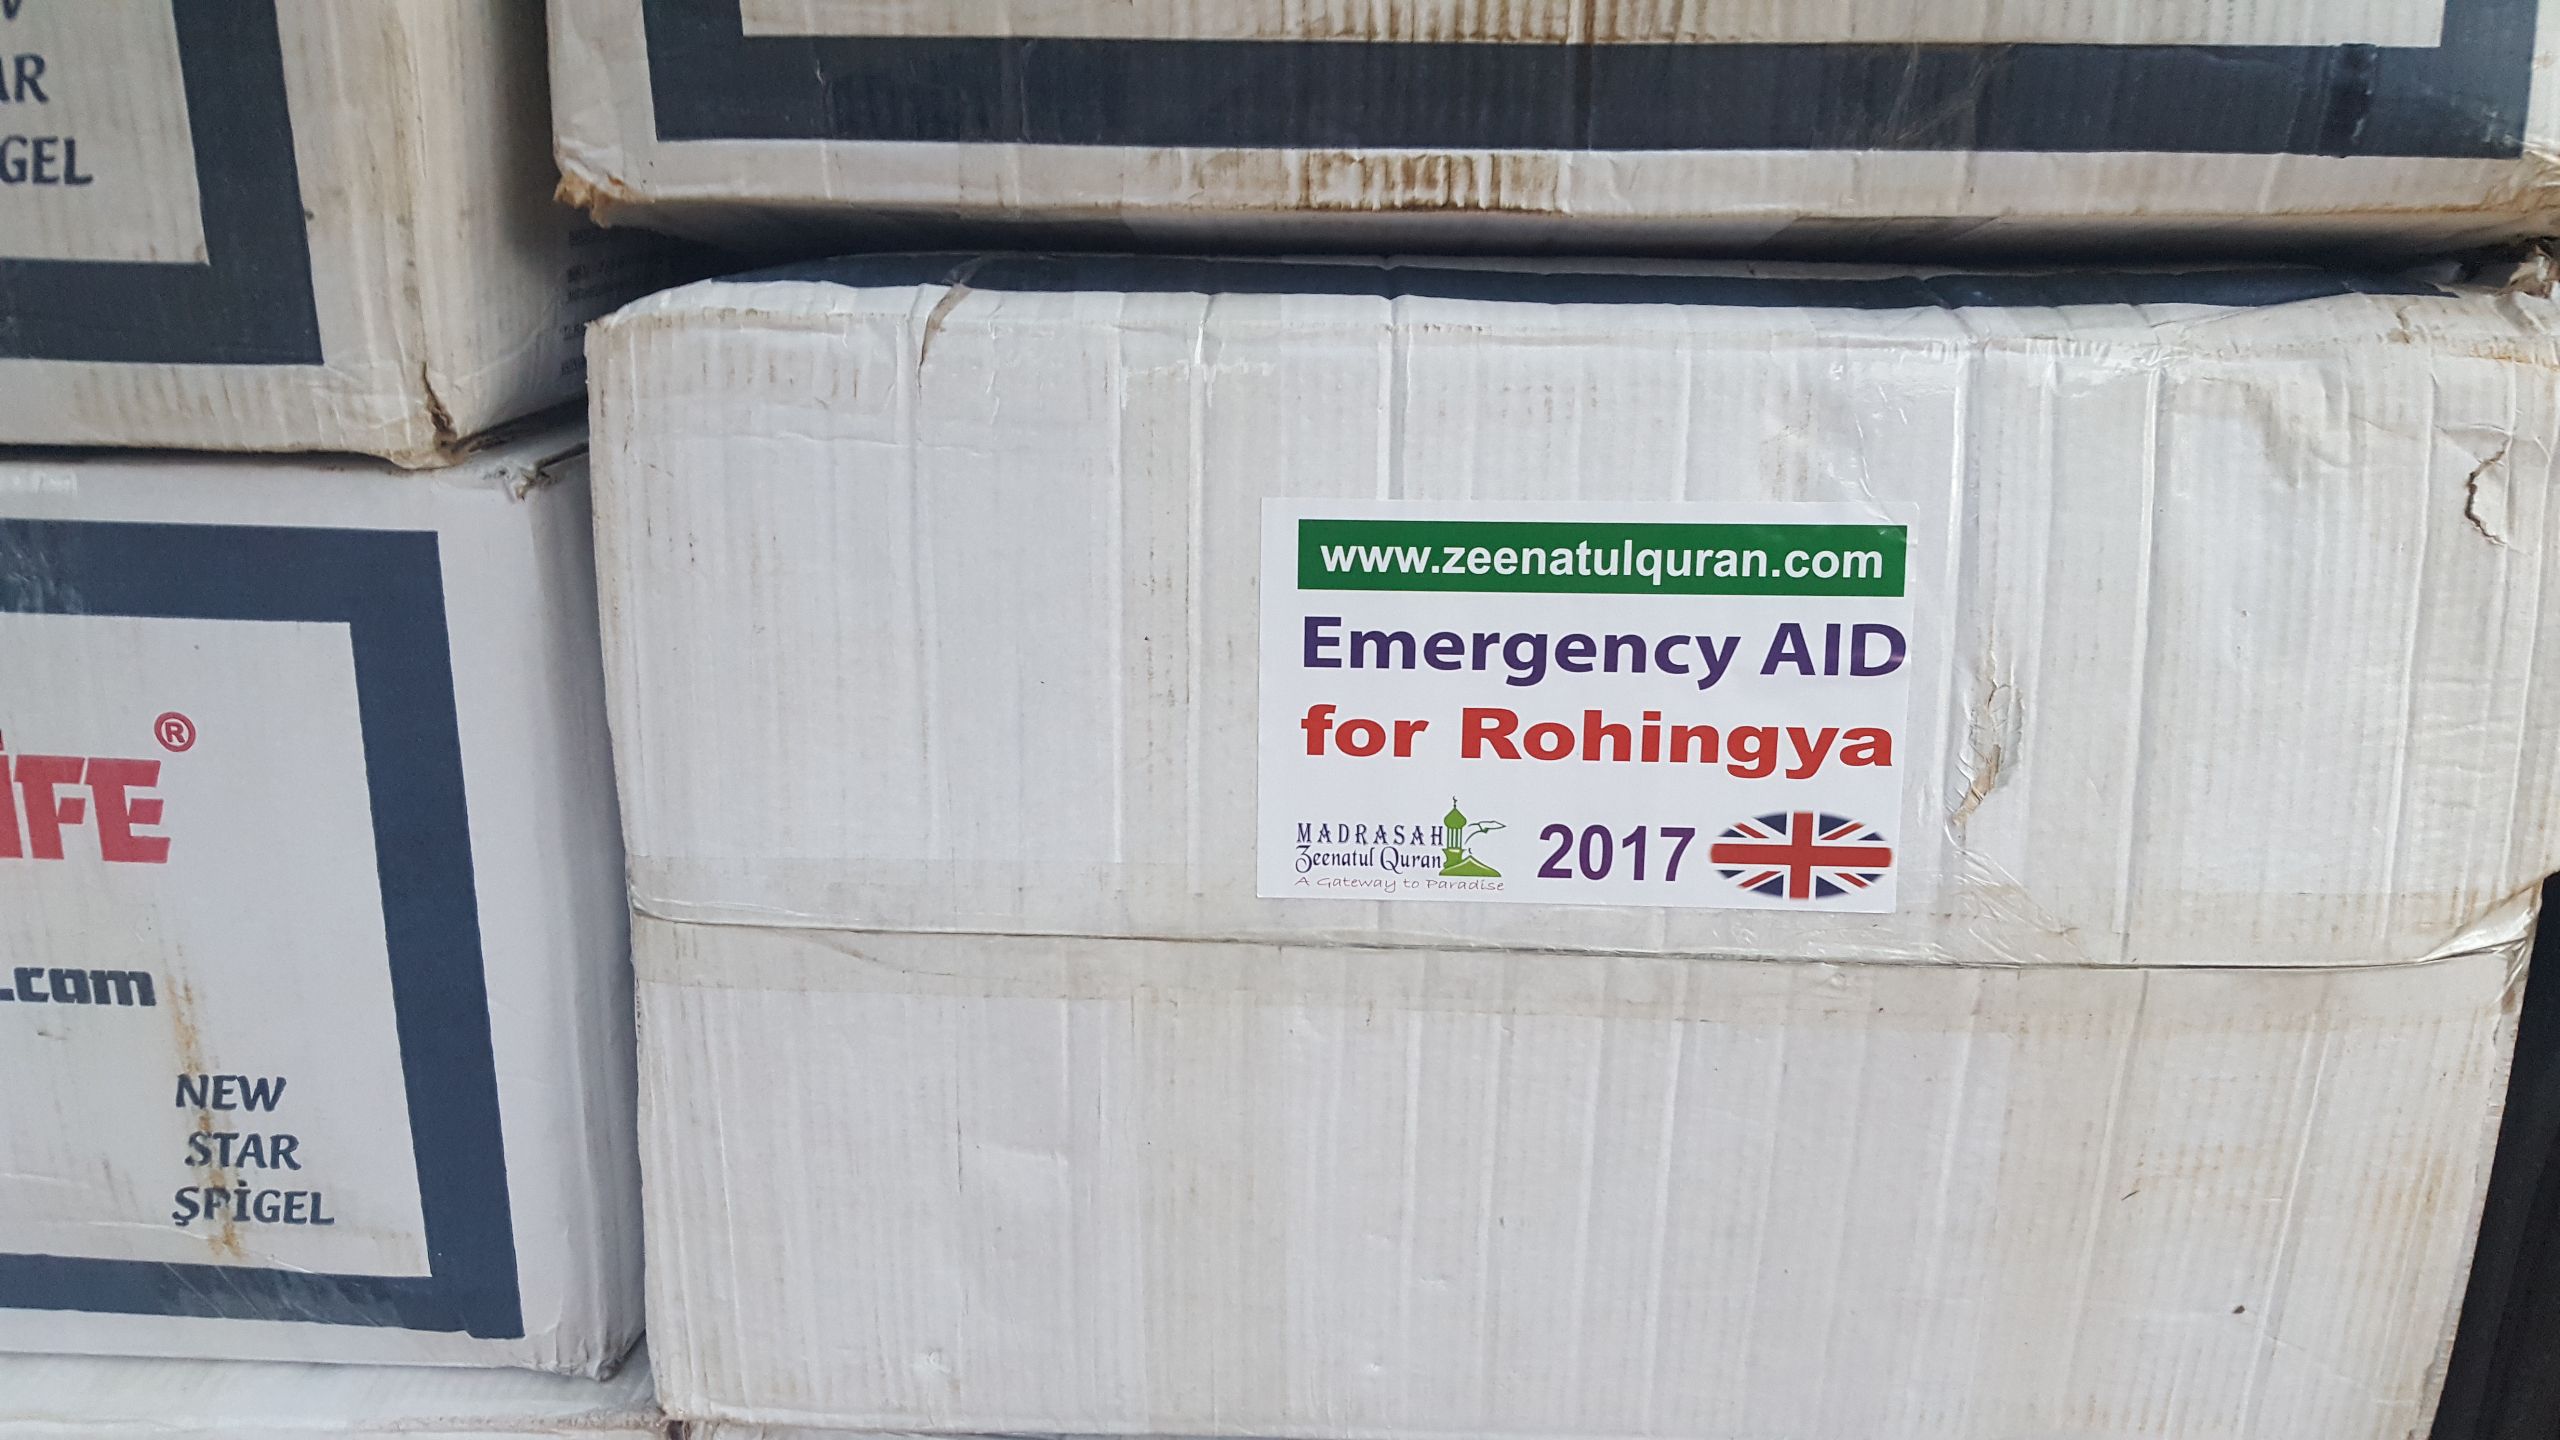 AR
GEL
®
İFE
.com
NEW
STAR
ŞPİGEL
www.zeenatulquran.com
Emergency AID
for Rohingya
MADRASAH
Zeenatul Quran
A Gateway to Paradise
2017